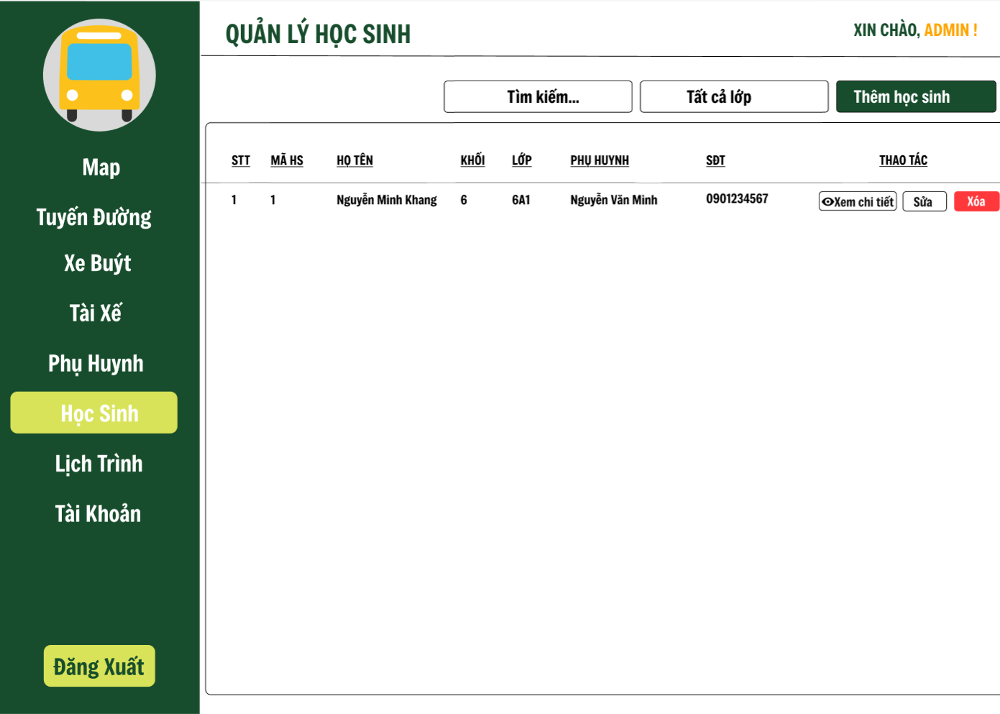 QUẢN LÝ HỌC SINH
XIN CHÀO, ADMIN !
Tìm kiếm...
Tất cả lớp
Thêm học sinh
Map
Tuyến Đường
Xe Buýt
Tài Xế
Phụ Huynh
Học Sinh
Lịch Trình
Tài Khoản
Đăng Xuất
STT MÃ HS HỌ TÊN KHỐI LỚP PHỤ HUYNH SĐT THAO TÁC
1 1 Nguyễn Minh Khang 6 6A1 Nguyễn Văn Minh 0901234567 Xem chi tiết Sửa Xóa